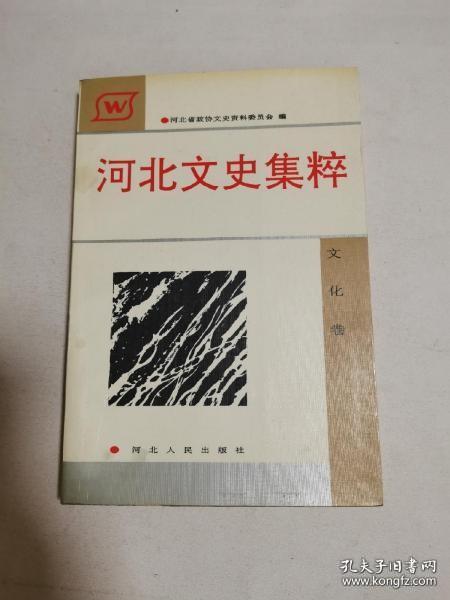 W
河北省政协文史资料委员会 编
河北文史集粹
文化卷
河北人民出版社
孔夫子旧书网
www.kongfz.com